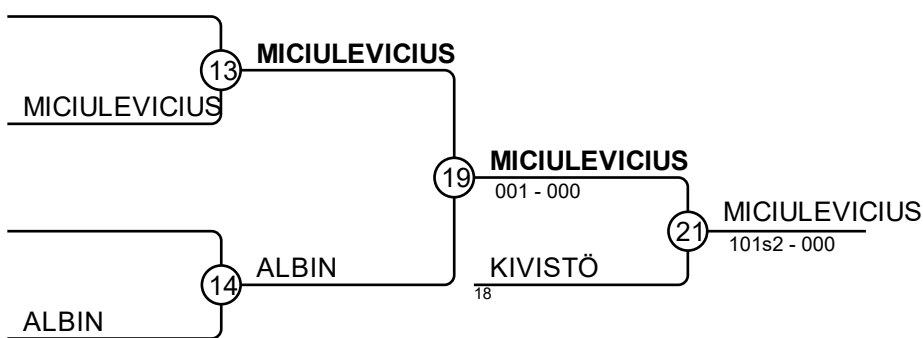 MICIULEVICIUS
13
MICIULEVICIUS
MICIULEVICIUS
19
001 - 000
MICIULEVICIUS
21
101s2 - 000
ALBIN
14
KIVISTÖ
18
ALBIN